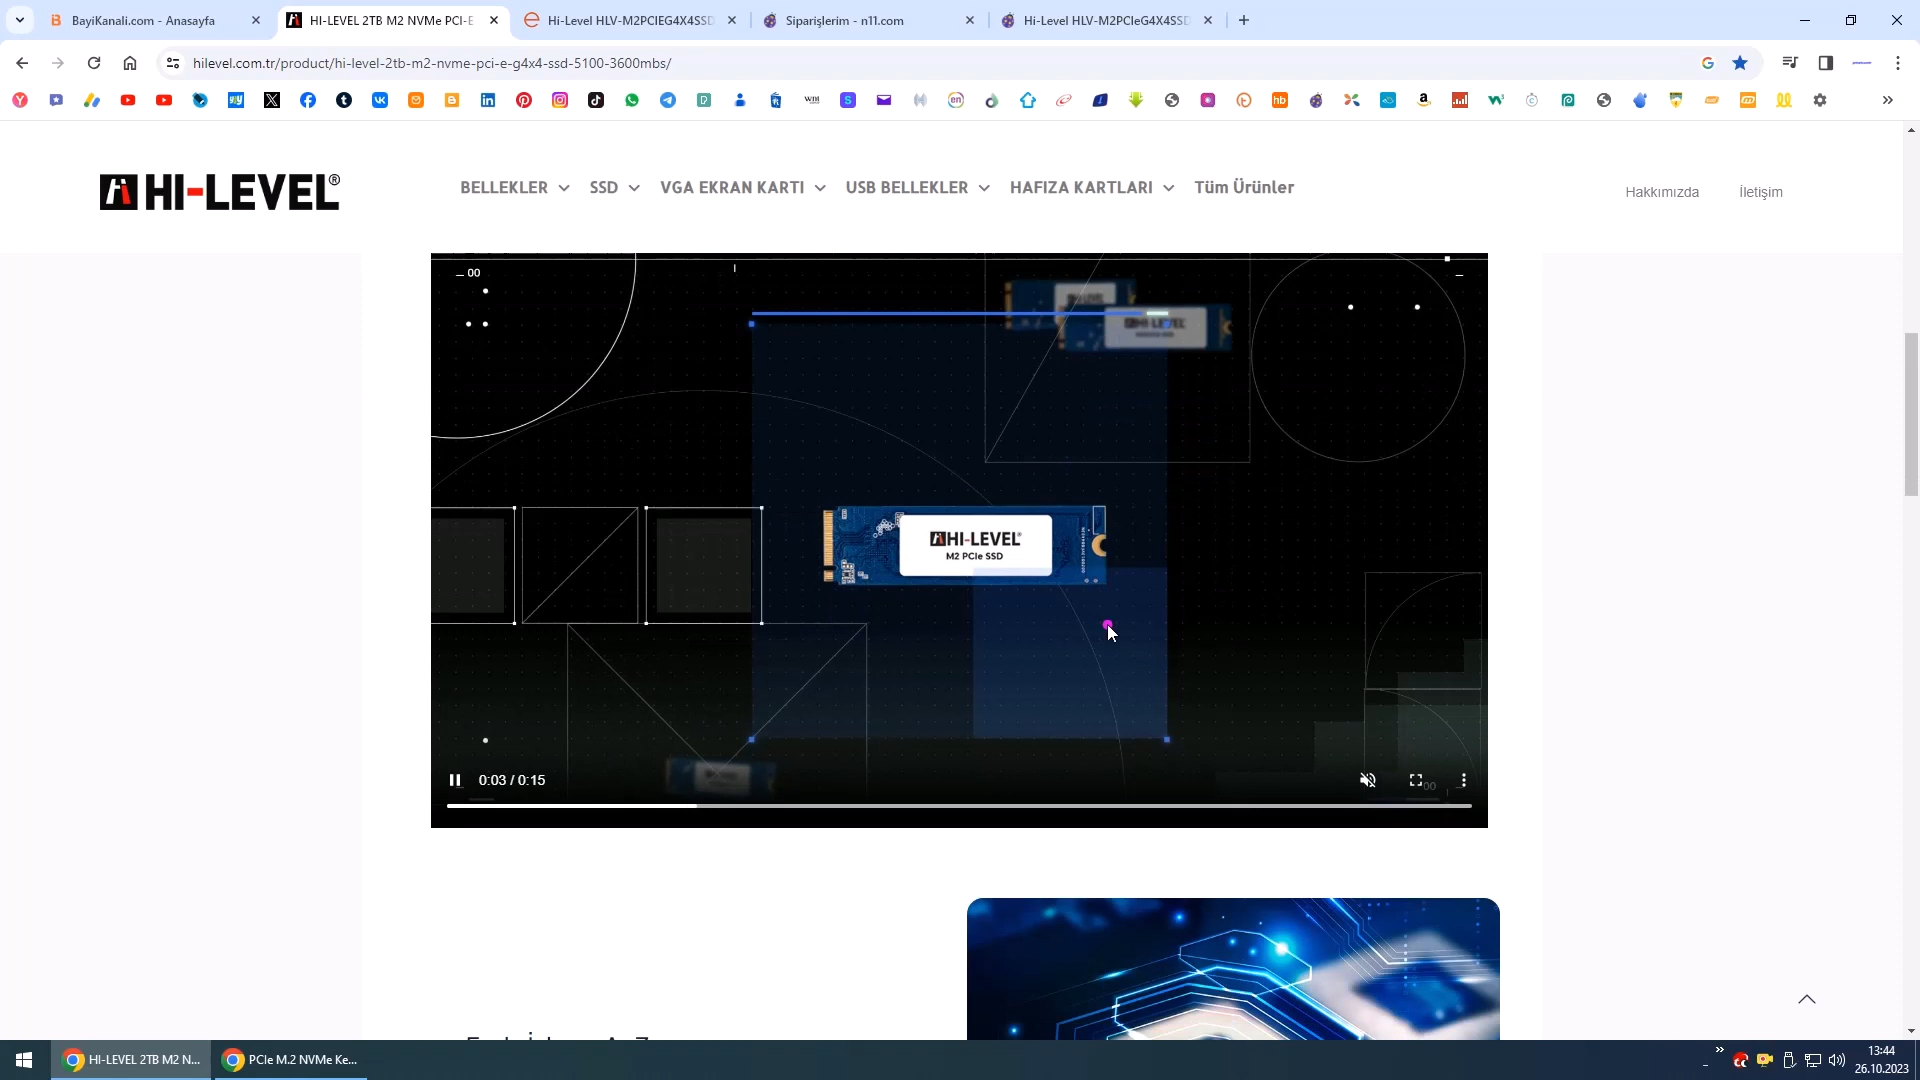 BayiKanali.com - Anasayfa
HI-LEVEL 2TB M2 NVMe PCI-E
Hi-Level HLV-M2PCIEG4X4SSD
Siparişlerim - n11.com
Hi-Level HLV-M2PCIeG4X4SSD
hilevel.com.tr/product/hi-level-2tb-m2-nvme-pci-e-g4x4-ssd-5100-3600mbs/
HI-LEVEL®
BELLEKLER
SSD
VGA EKRAN KARTI
USB BELLEKLER
HAFIZA KARTLARI
Tüm Ürünler
Hakkımızda
İletişim
00
HI-LEVEL®
M2 PCIe SSD
0:03 / 0:15
00
HI-LEVEL 2TB M2 N...
PCIe M.2 NVMe Ke...
13:44
26.10.2023